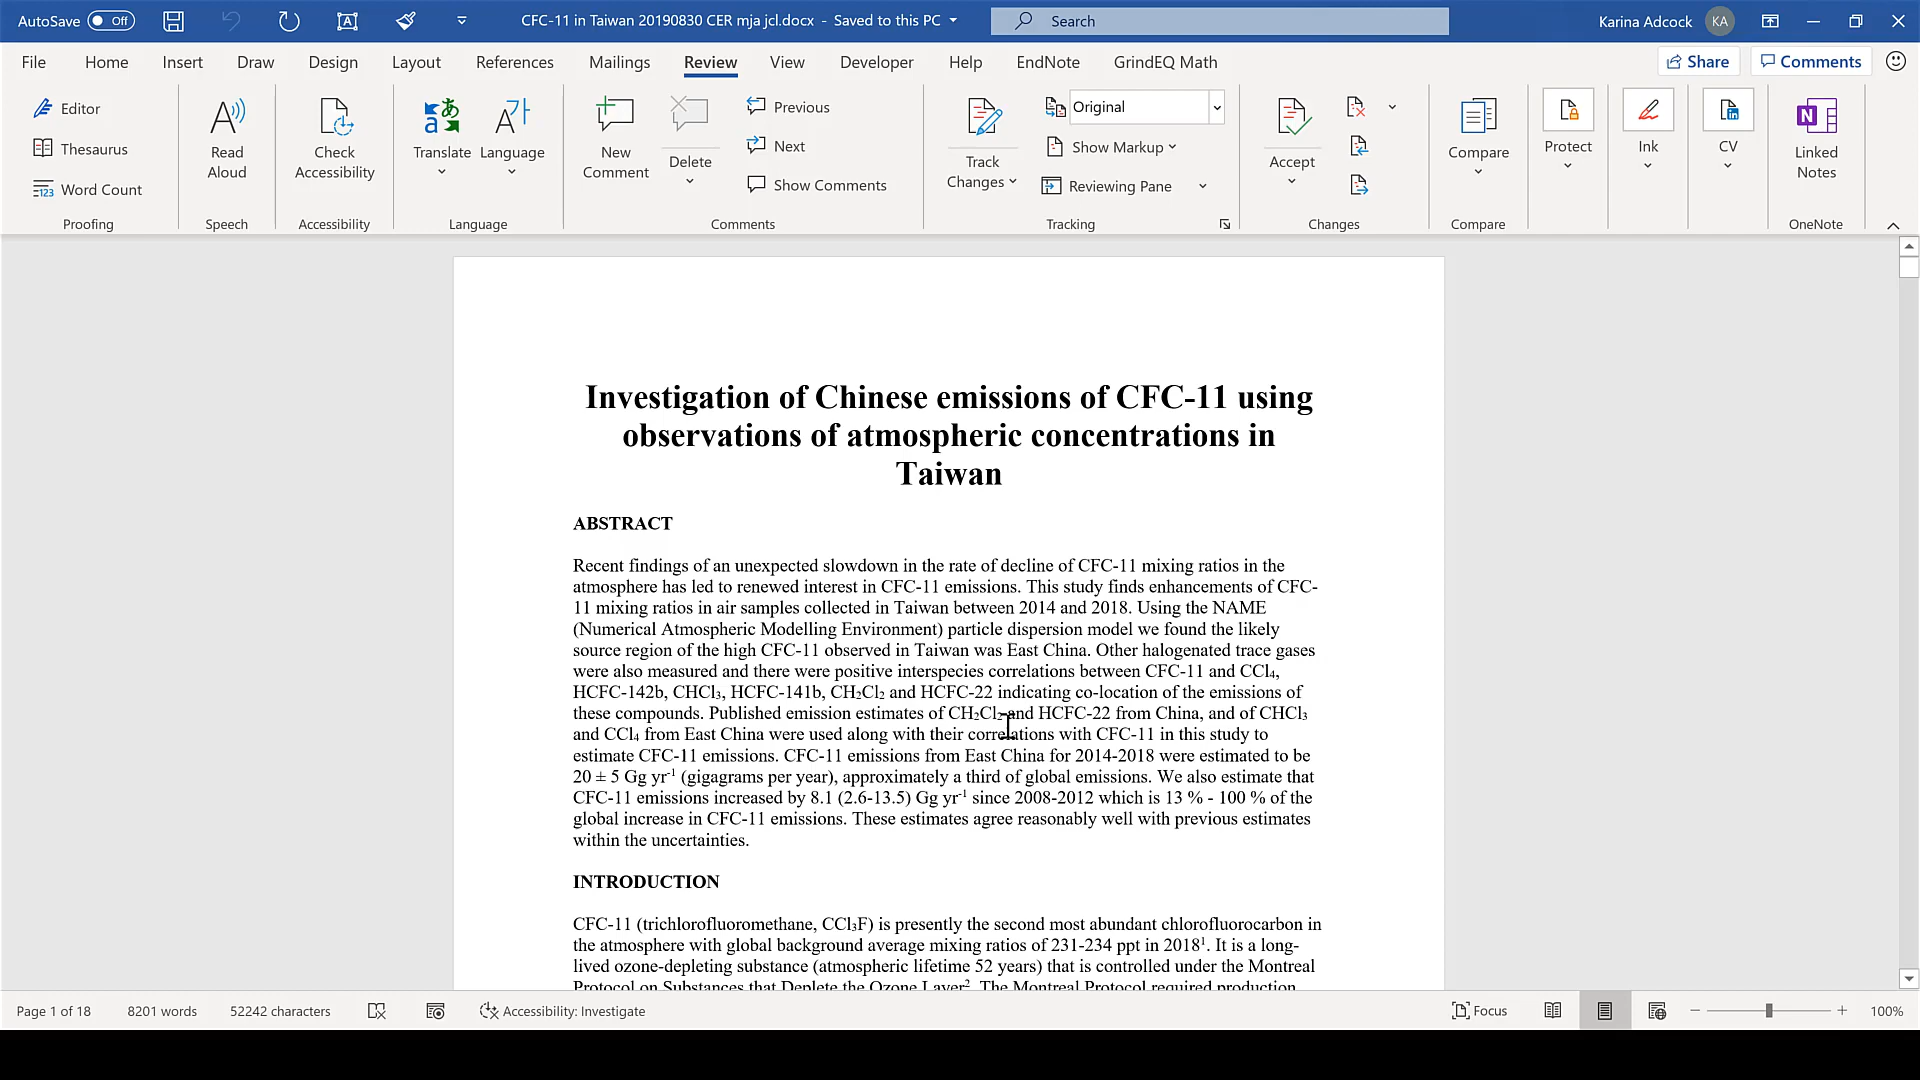 AutoSave Off CFC-11 in Taiwan 20190830 CER mja jcl.docx - Saved to this PC Search Karina Adcock KA
File Home Insert Draw Design Layout References Mailings Review View Developer Help EndNote GrindEQ Math Share Comments
Editor
Thesaurus
Word Count
Proofing
Read
Aloud
Speech
Check
Accessibility
Accessibility
Translate
Language
Language
New
Comment
Delete
Previous
Next
Show Comments
Comments
Track
Changes
Original
Show Markup
Reviewing Pane
Tracking
Accept
Changes
Compare
Compare
Protect
Ink
CV
Linked
Notes
OneNote
Investigation of Chinese emissions of CFC-11 using
observations of atmospheric concentrations in
Taiwan
ABSTRACT
Recent findings of an unexpected slowdown in the rate of decline of CFC-11 mixing ratios in the
atmosphere has led to renewed interest in CFC-11 emissions. This study finds enhancements of CFC-
11 mixing ratios in air samples collected in Taiwan between 2014 and 2018. Using the NAME
(Numerical Atmospheric Modelling Environment) particle dispersion model we found the likely
source region of the high CFC-11 observed in Taiwan was East China. Other halogenated trace gases
were also measured and there were positive interspecies correlations between CFC-11 and CCl₄,
HCFC-142b, CHCl₃, HCFC-141b, CH₂Cl₂ and HCFC-22 indicating co-location of the emissions of
these compounds. Published emission estimates of CH₂Cl₂ and HCFC-22 from China, and of CHCl₃
and CCl₄ from East China were used along with their correlations with CFC-11 in this study to
estimate CFC-11 emissions. CFC-11 emissions from East China for 2014-2018 were estimated to be
20 ± 5 Gg yr⁻¹ (gigagrams per year), approximately a third of global emissions. We also estimate that
CFC-11 emissions increased by 8.1 (2.6-13.5) Gg yr⁻¹ since 2008-2012 which is 13 % - 100 % of the
global increase in CFC-11 emissions. These estimates agree reasonably well with previous estimates
within the uncertainties.
INTRODUCTION
CFC-11 (trichlorofluoromethane, CCl₃F) is presently the second most abundant chlorofluorocarbon in
the atmosphere with global background average mixing ratios of 231-234 ppt in 2018¹. It is a long-
lived ozone-depleting substance (atmospheric lifetime 52 years) that is controlled under the Montreal
Protocol on Substances that Deplete the Ozone Layer². The Montreal Protocol required production
Page 1 of 18 8201 words 52242 characters Accessibility: Investigate Focus 100%